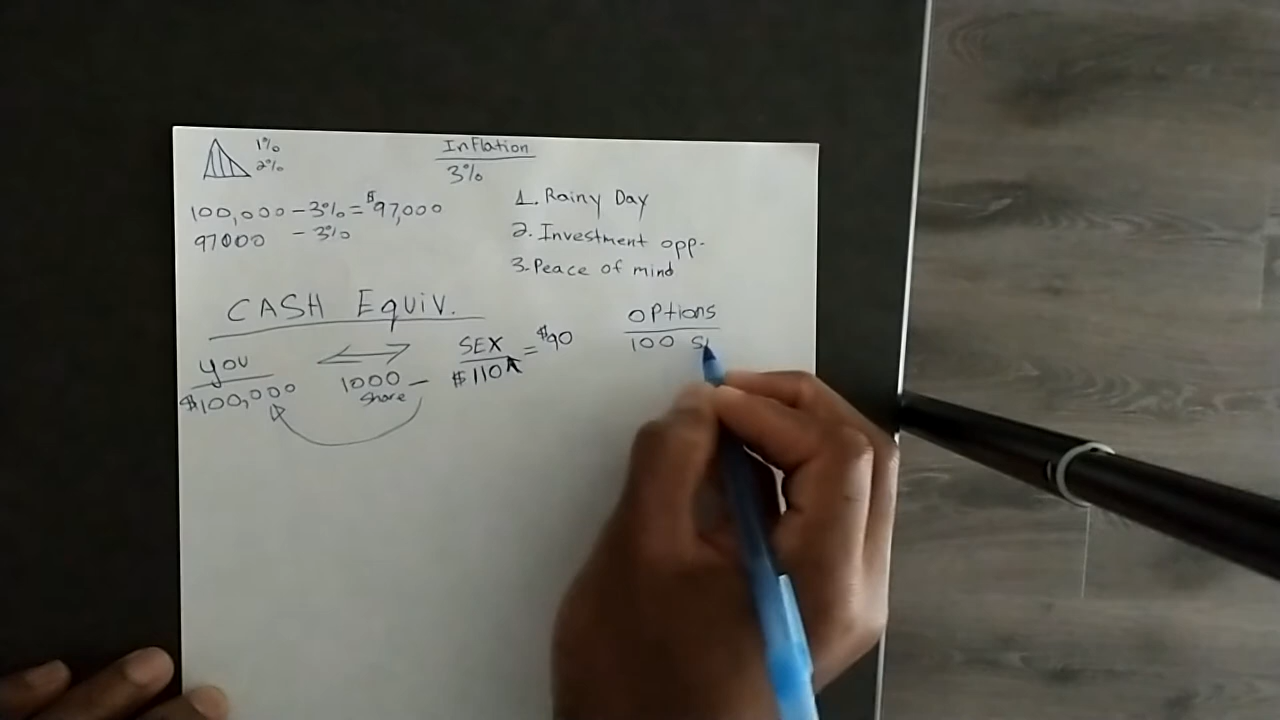 1%
2%
Inflation
3%
100,000 - 3% = $97,000
97000 - 3%
1. Rainy Day
2. Investment opp.
3. Peace of mind
CASH Equiv.
you
$100,000
1000
share
SEX = $90
$110
options
100 S